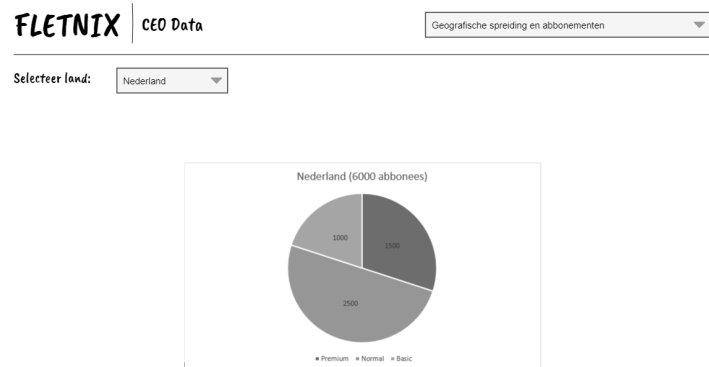 FLETNIX CEO Data
Geografische spreiding en abbonementen
Selecteer land: Nederland
Nederland (6000 abbonees)
1000
1500
2500
Premium Normal Basic